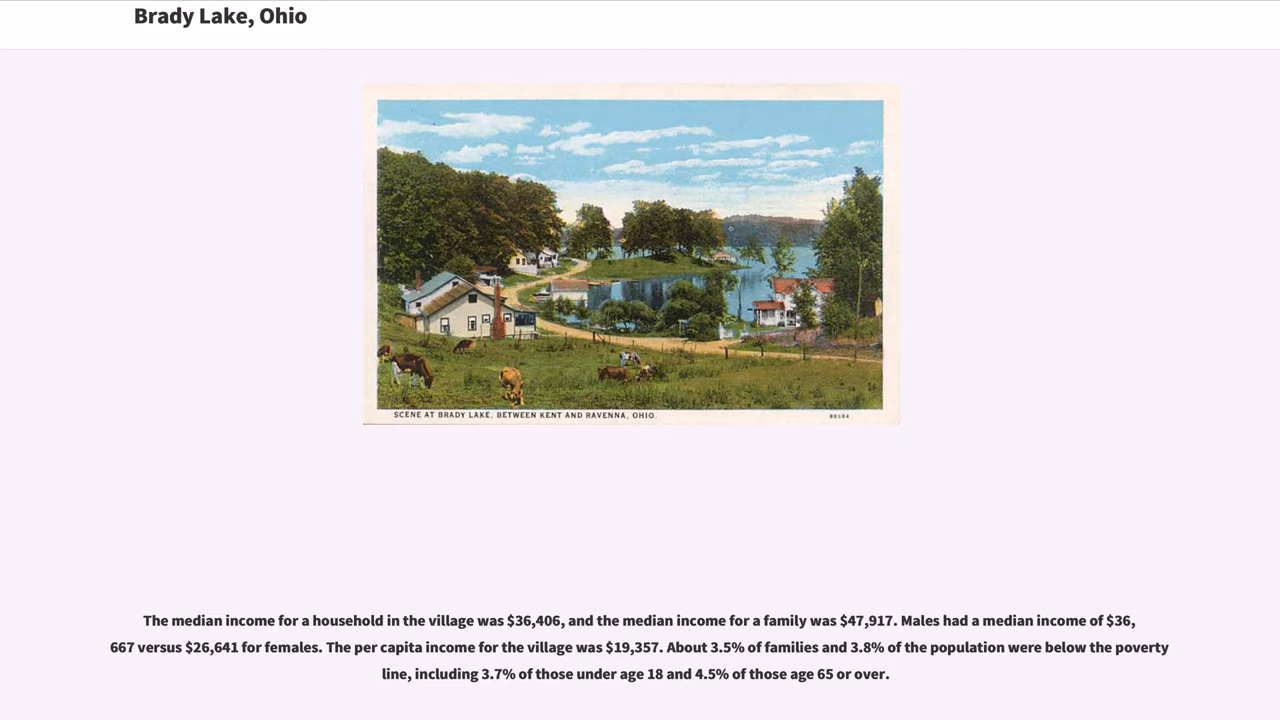 Brady Lake, Ohio
SCENE AT BRADY LAKE, BETWEEN KENT AND RAVENNA, OHIO.
The median income for a household in the village was $36,406, and the median income for a family was $47,917. Males had a median income of $36,
667 versus $26,641 for females. The per capita income for the village was $19,357. About 3.5% of families and 3.8% of the population were below the poverty
line, including 3.7% of those under age 18 and 4.5% of those age 65 or over.